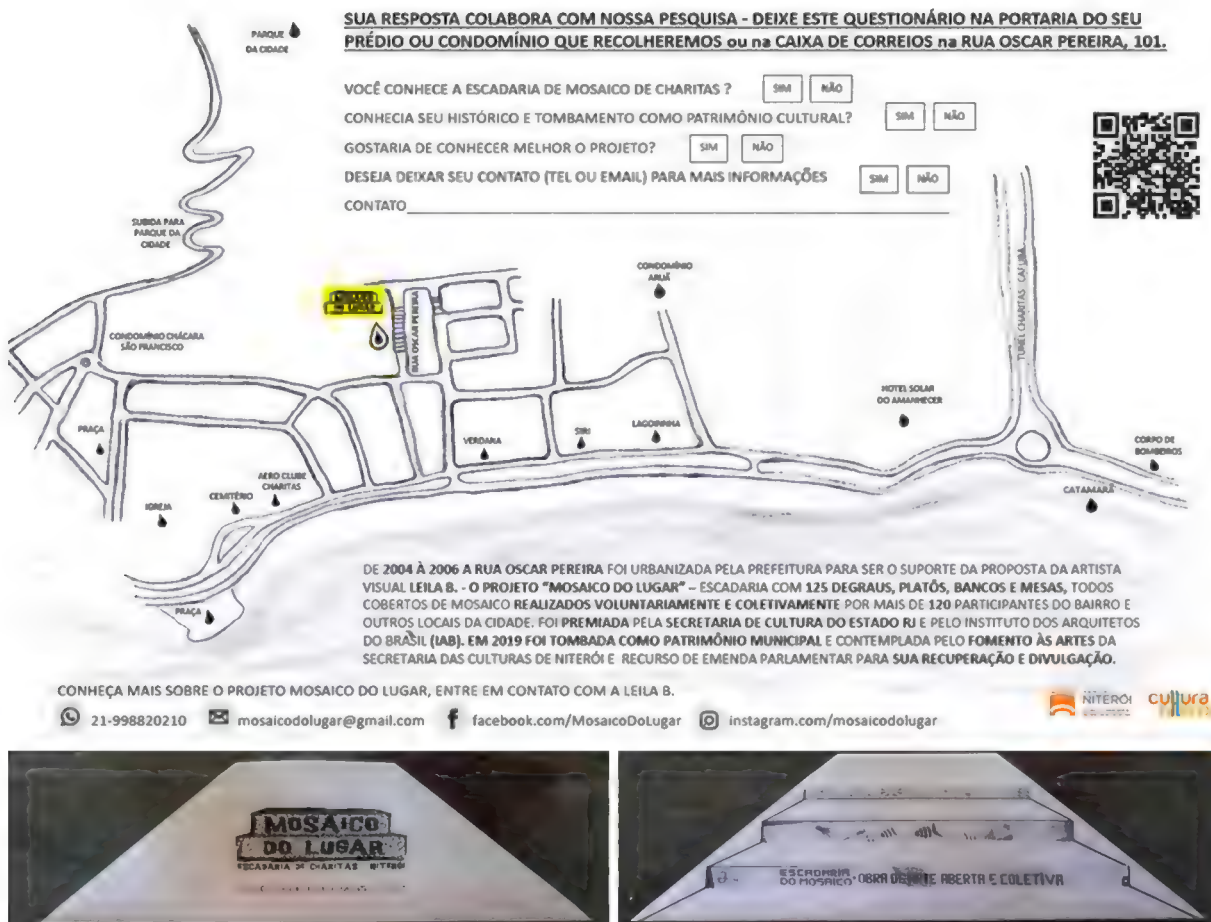 SUA RESPOSTA COLABORA COM NOSSA PESQUISA - DEIXE ESTE QUESTIONÁRIO NA PORTARIA DO SEU
PRÉDIO OU CONDOMÍNIO QUE RECOLHEREMOS ou na CAIXA DE CORREIOS na RUA OSCAR PEREIRA, 101.
VOCÊ CONHECE A ESCADARIA DE MOSAICO DE CHARITAS ? SIM NÃO
CONHECIA SEU HISTÓRICO E TOMBAMENTO COMO PATRIMÔNIO CULTURAL? SIM NÃO
GOSTARIA DE CONHECER MELHOR O PROJETO? SIM NÃO
DESEJA DEIXAR SEU CONTATO (TEL OU EMAIL) PARA MAIS INFORMAÇÕES SIM NÃO
CONTATO
PARQUE
DA CIDADE
SUBIDA PARA
PARQUE DA
CIDADE
MOSAICO
DO LUGAR
RUA OSCAR PEREIRA
CONDOMÍNIO
ARUÃ
TUNEL CHARITAS - CAFUBÁ
CONDOMÍNIO CHÁCARA
SÃO FRANCISCO
HOTEL SOLAR
DO AMANHECER
PRAÇA
VERDANA
SIRI
LAGOINHA
CORPO DE
BOMBEIROS
AERO CLUBE
CHARITAS
CEMITÉRIO
IGREJA
CATAMARÃ
PRAÇA
DE 2004 À 2006 A RUA OSCAR PEREIRA FOI URBANIZADA PELA PREFEITURA PARA SER O SUPORTE DA PROPOSTA DA ARTISTA
VISUAL LEILA B. - O PROJETO "MOSAICO DO LUGAR" – ESCADARIA COM 125 DEGRAUS, PLATÔS, BANCOS E MESAS, TODOS
COBERTOS DE MOSAICO REALIZADOS VOLUNTARIAMENTE E COLETIVAMENTE POR MAIS DE 120 PARTICIPANTES DO BAIRRO E
OUTROS LOCAIS DA CIDADE. FOI PREMIADA PELA SECRETARIA DE CULTURA DO ESTADO RJ E PELO INSTITUTO DOS ARQUITETOS
DO BRASIL (IAB). EM 2019 FOI TOMBADA COMO PATRIMÔNIO MUNICIPAL E CONTEMPLADA PELO FOMENTO ÀS ARTES DA
SECRETARIA DAS CULTURAS DE NITERÓI E RECURSO DE EMENDA PARLAMENTAR PARA SUA RECUPERAÇÃO E DIVULGAÇÃO.
CONHEÇA MAIS SOBRE O PROJETO MOSAICO DO LUGAR, ENTRE EM CONTATO COM A LEILA B.
21-998820210 mosaicodolugar@gmail.com facebook.com/MosaicoDoLugar instagram.com/mosaicodolugar
NITERÓI
cultura
MOSAICO
DO LUGAR
ESCADARIA DE CHARITAS NITERÓI
ESCADARIA
DO MOSAICO OBRA DE ARTE ABERTA E COLETIVA